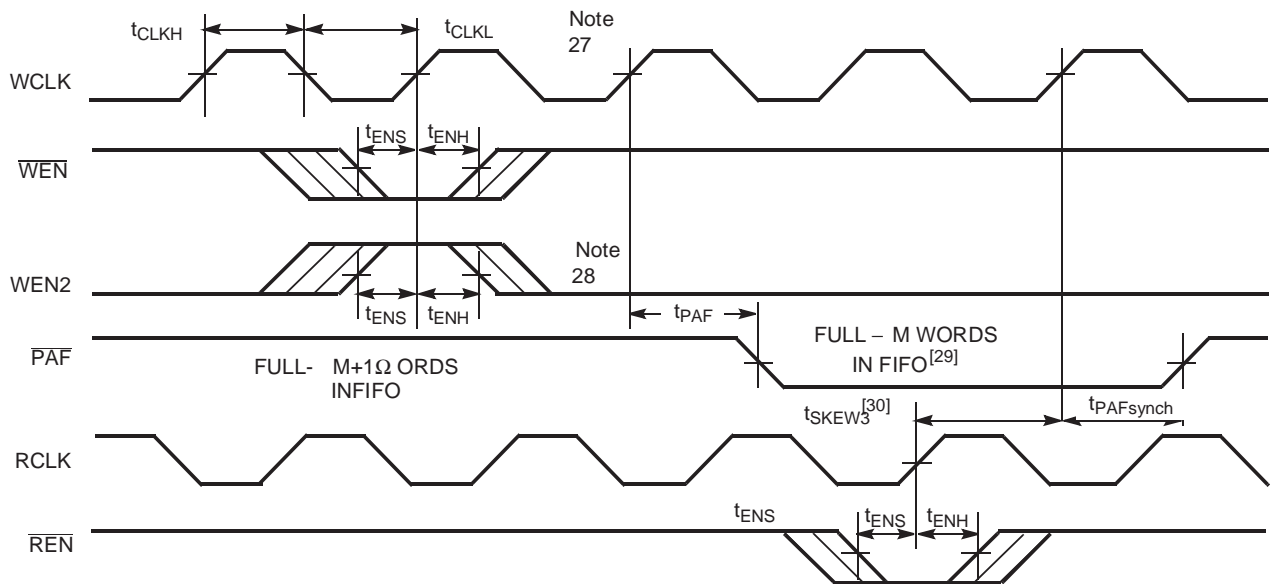 tCLKH
tCLKL
Note
27
WCLK
tENS
tENH
WEN
Note
28
WEN2
tENS
tENH
tPAF
PAF
FULL- M+1Ω ORDS
INFIFO
FULL – M WORDS
IN FIFO[29]
tSKEW3[30]
tPAFsynch
RCLK
tENS
tENS
tENH
REN